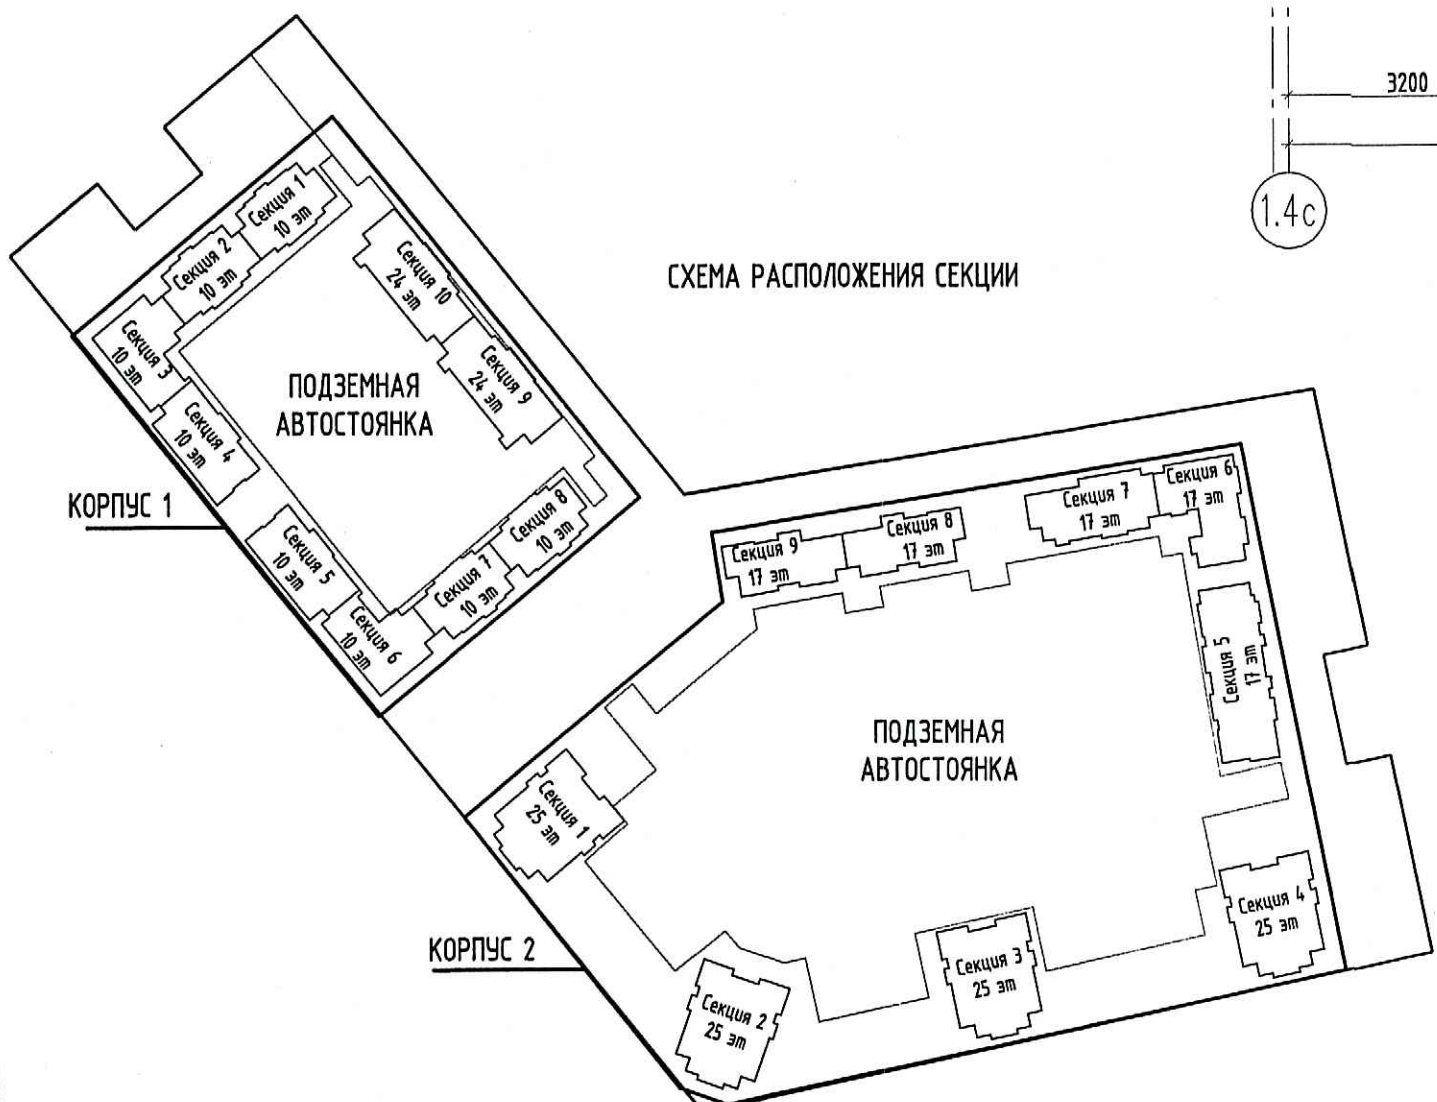 3200
1.4с
СХЕМА РАСПОЛОЖЕНИЯ СЕКЦИИ
Секция 1
10 эт
Секция 2
10 эт
Секция 3
10 эт
Секция 4
10 эт
Секция 5
10 эт
Секция 6
10 эт
Секция 7
10 эт
Секция 8
10 эт
Секция 9
24 эт
Секция 10
24 эт
ПОДЗЕМНАЯ
АВТОСТОЯНКА
КОРПУС 1
Секция 9
17 эт
Секция 8
17 эт
Секция 7
17 эт
Секция 6
17 эт
Секция 5
17 эт
ПОДЗЕМНАЯ
АВТОСТОЯНКА
Секция 1
25 эт
Секция 2
25 эт
Секция 3
25 эт
Секция 4
25 эт
КОРПУС 2